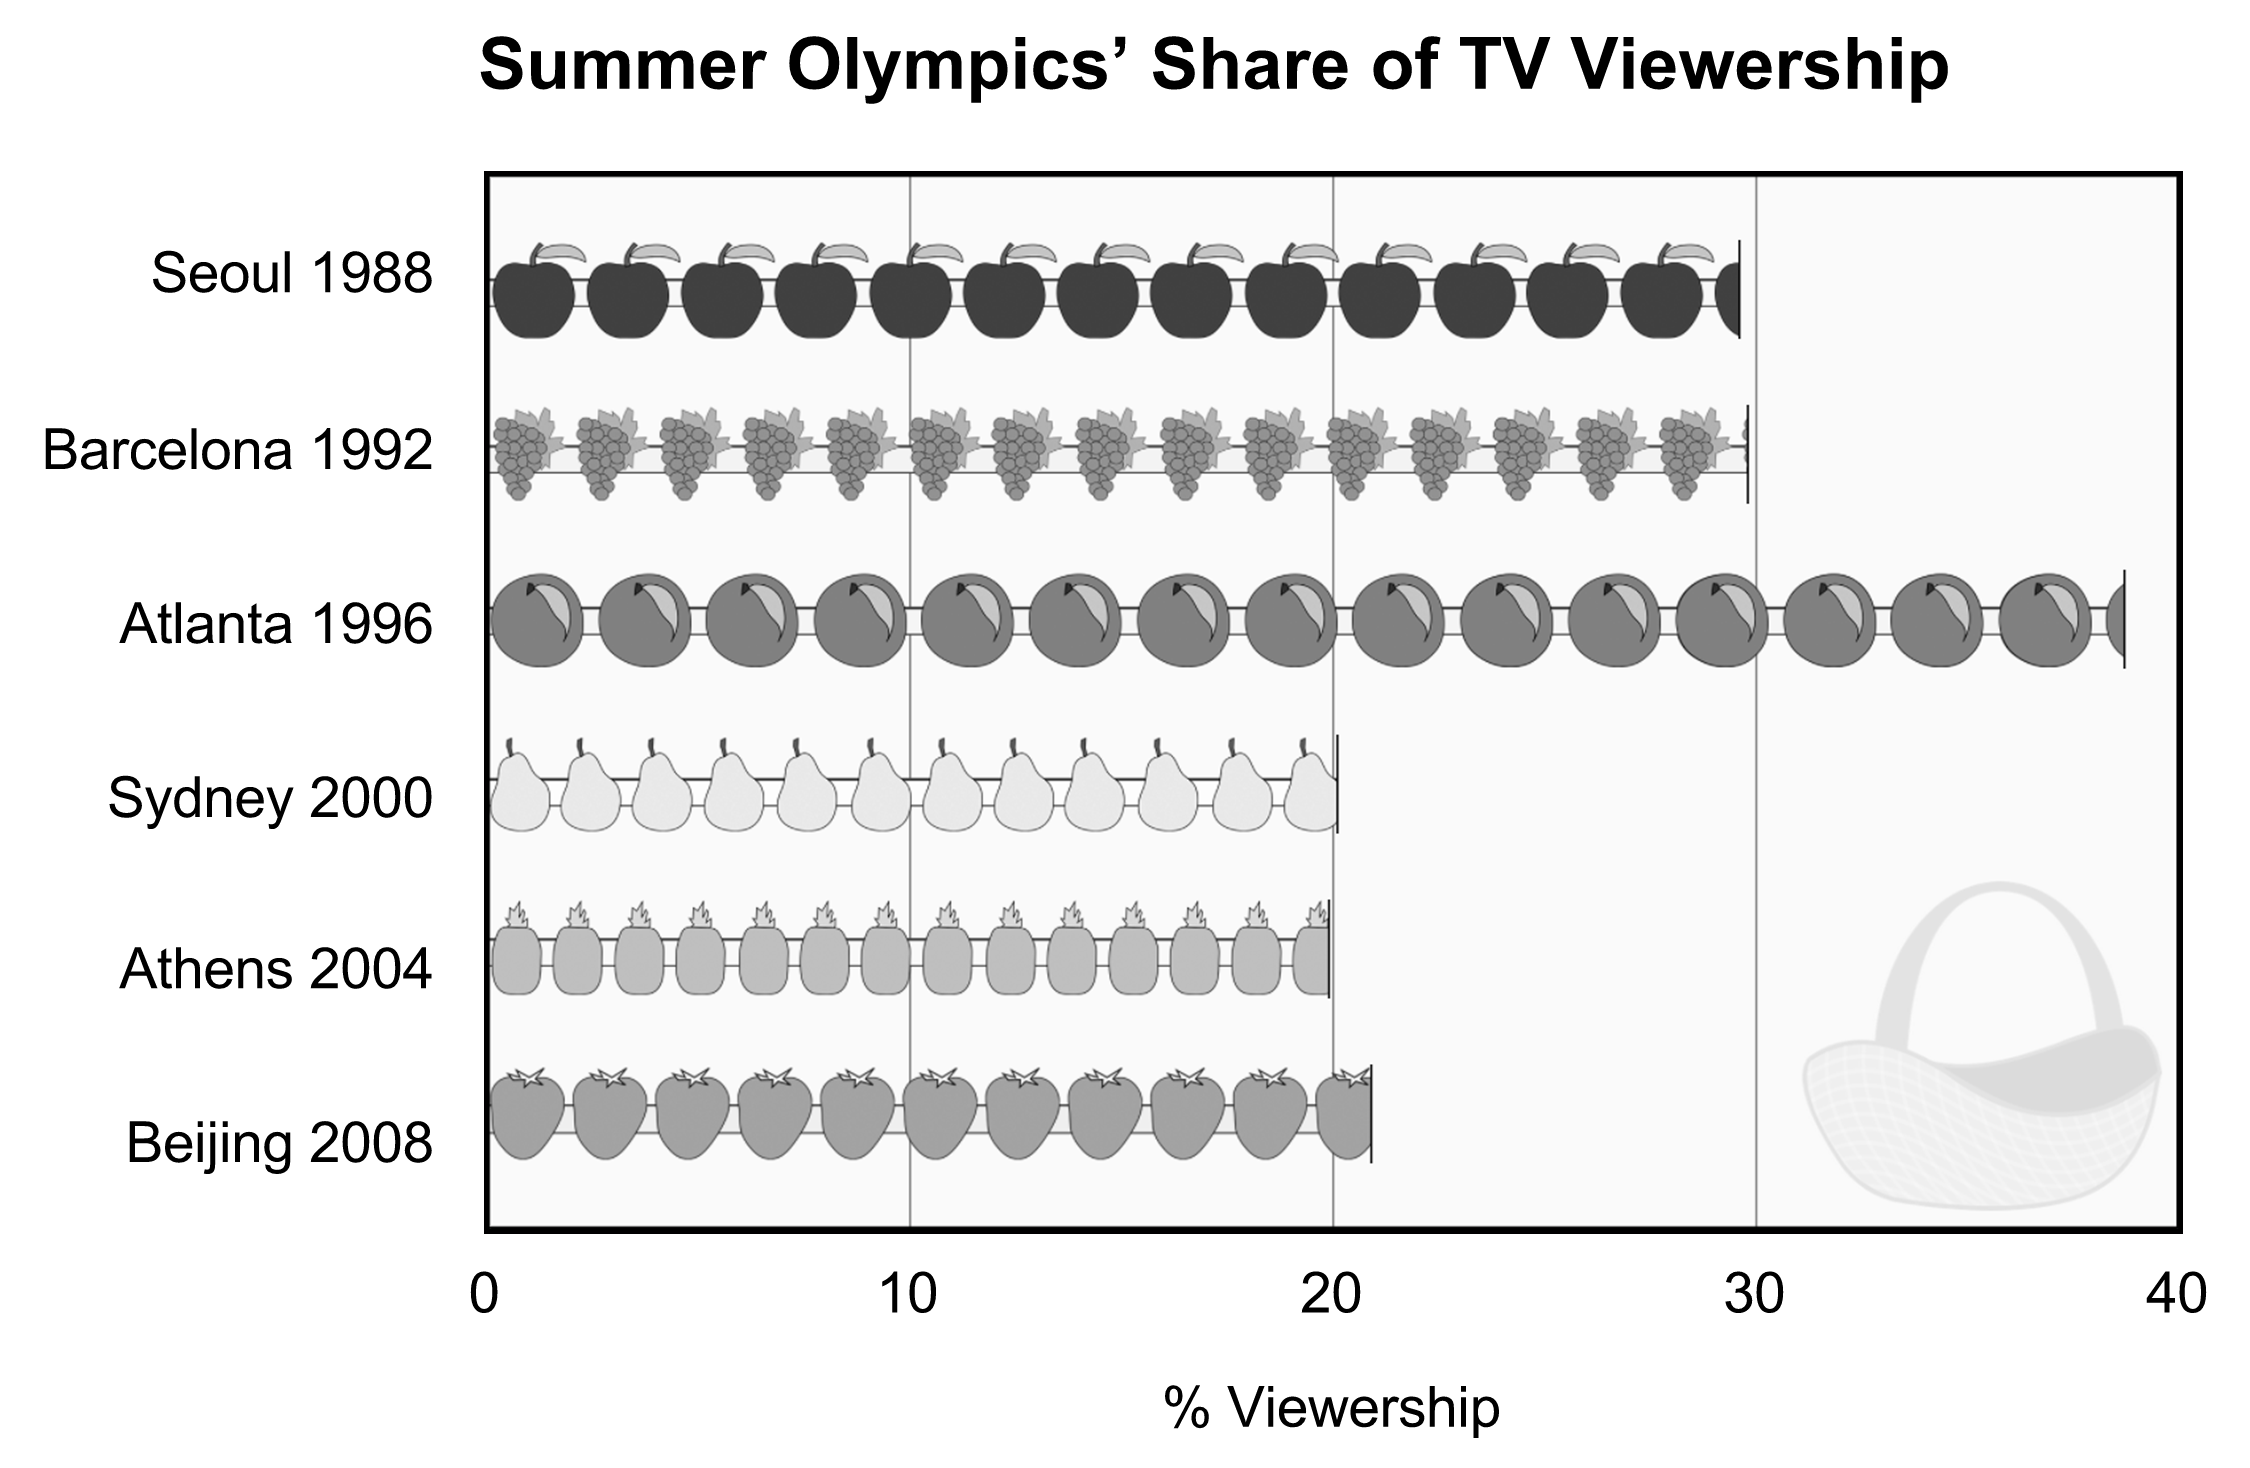 Summer Olympics’ Share of TV Viewership
Seoul 1988
Barcelona 1992
Atlanta 1996
Sydney 2000
Athens 2004
Beijing 2008
0 10 20 30 40
% Viewership